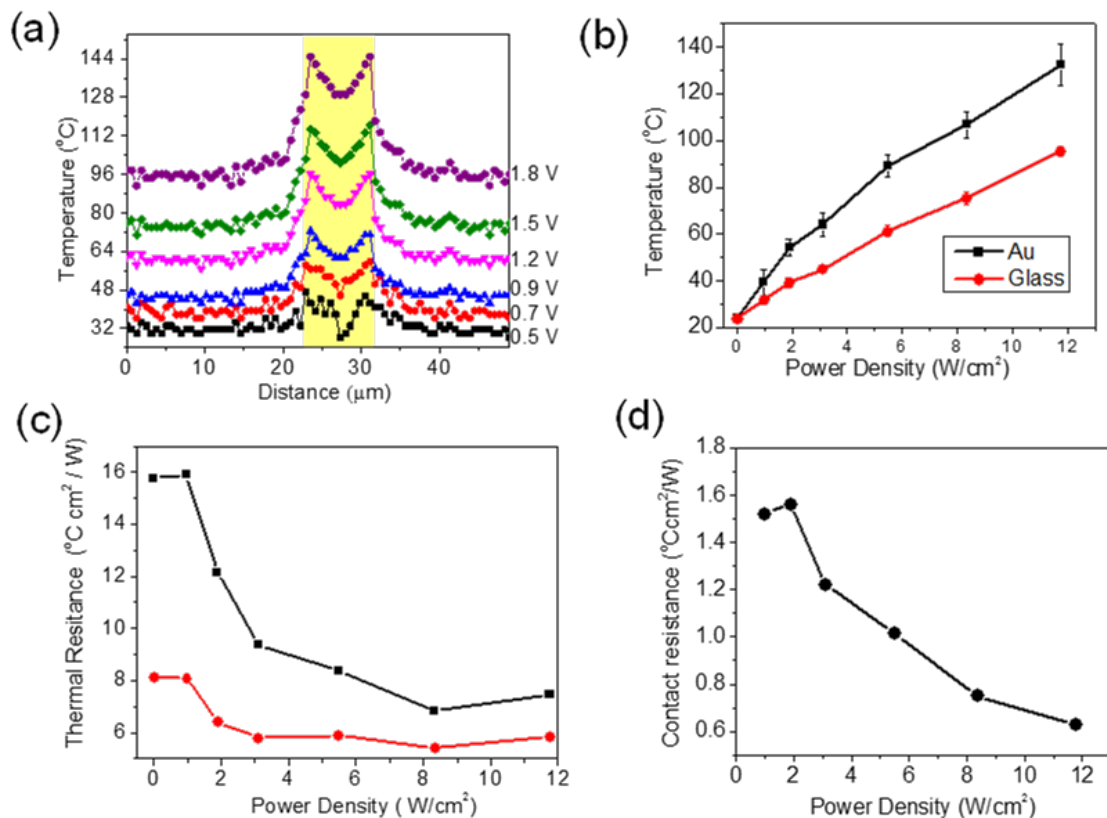 (a)
Temperature (°C)
144
128
112
96
80
64
48
32
1.8 V
1.5 V
1.2 V
0.9 V
0.7 V
0.5 V
0 10 20 30 40
Distance (μm)
(b)
Temperature (°C)
140
120
100
80
60
40
20
Au
Glass
0 2 4 6 8 10 12
Power Density (W/cm²)
(c)
Thermal Resitance (°C cm² / W)
16
14
12
10
8
6
0 2 4 6 8 10 12
Power Density ( W/cm²)
(d)
Contact resistance (°Ccm²/W)
1.8
1.6
1.4
1.2
1.0
0.8
0.6
0 2 4 6 8 10 12
Power Density (W/cm²)